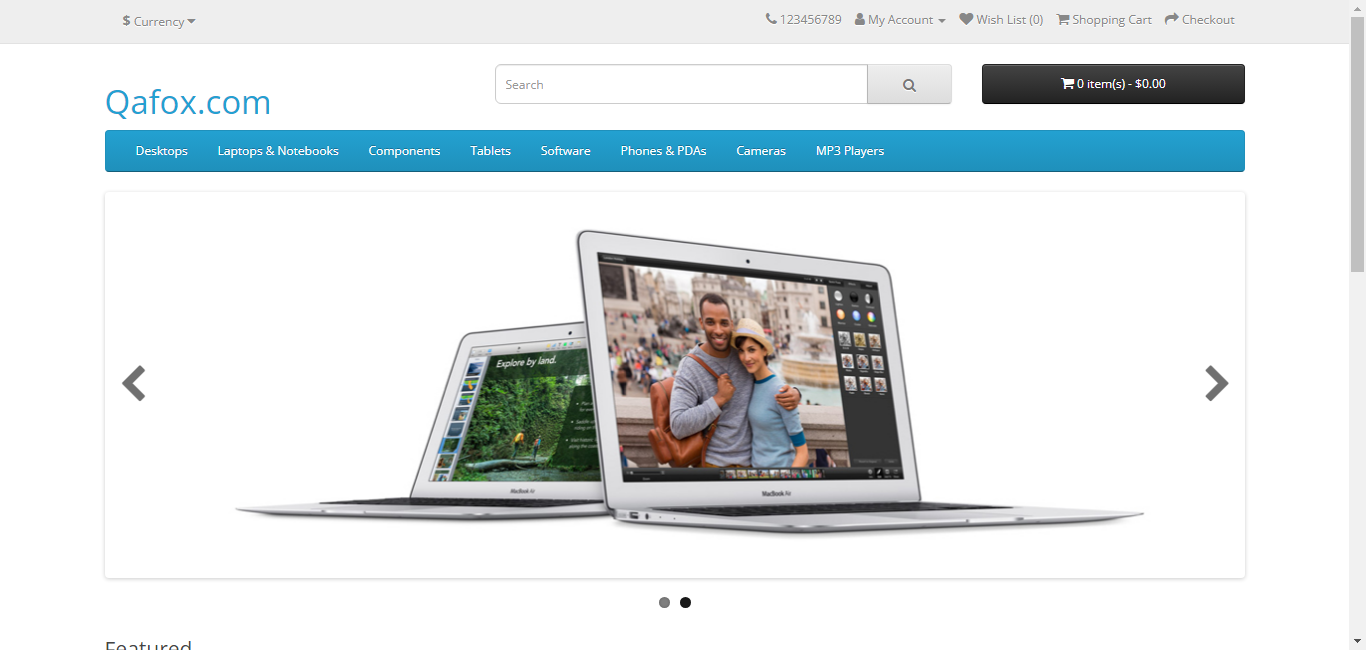 $ Currency
123456789 My Account Wish List (0) Shopping Cart Checkout
Qafox.com
Search
0 item(s) - $0.00
Desktops Laptops & Notebooks Components Tablets Software Phones & PDAs Cameras MP3 Players
Explore by land.
MacBook Air
MacBook Air
Featured